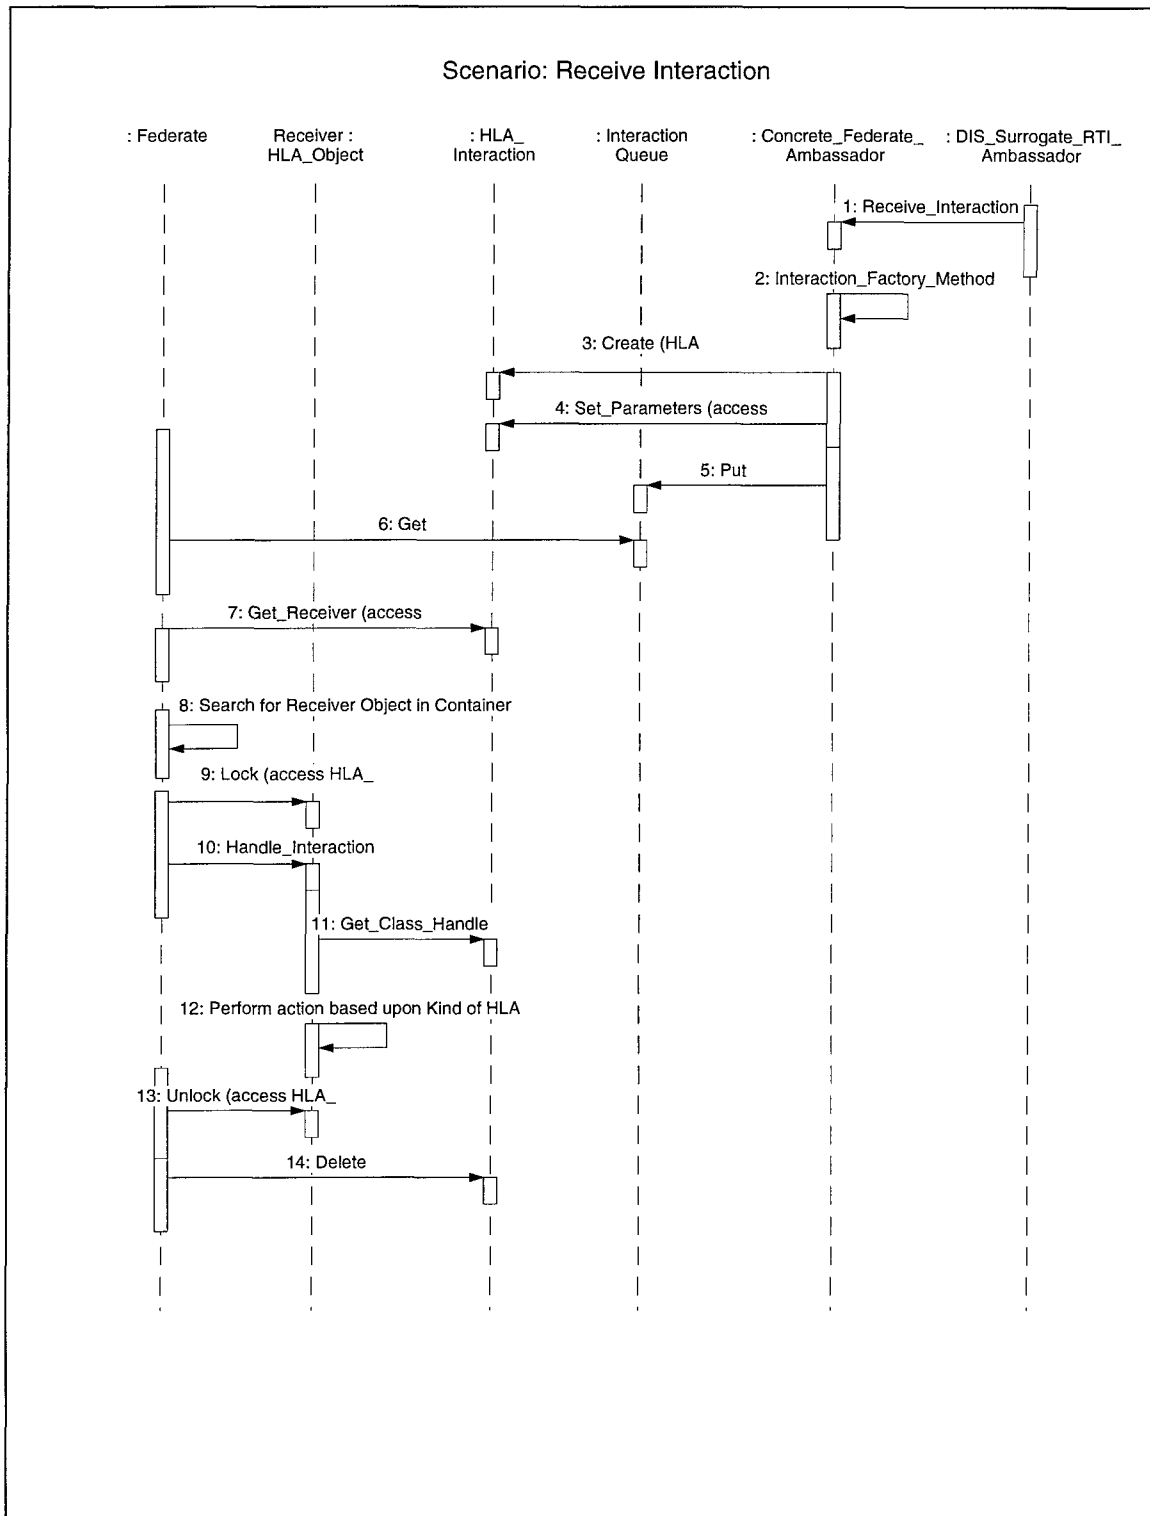 Scenario: Receive Interaction
: Federate
Receiver :
HLA_Object
: HLA_
Interaction
: Interaction
Queue
: Concrete_Federate_
Ambassador
: DIS_Surrogate_RTI_
Ambassador
1: Receive_Interaction
2: Interaction_Factory_Method
3: Create (HLA
4: Set_Parameters (access
5: Put
6: Get
7: Get_Receiver (access
8: Search for Receiver Object in Container
9: Lock (access HLA_
10: Handle_Interaction
11: Get_Class_Handle
12: Perform action based upon Kind of HLA
13: Unlock (access HLA_
14: Delete